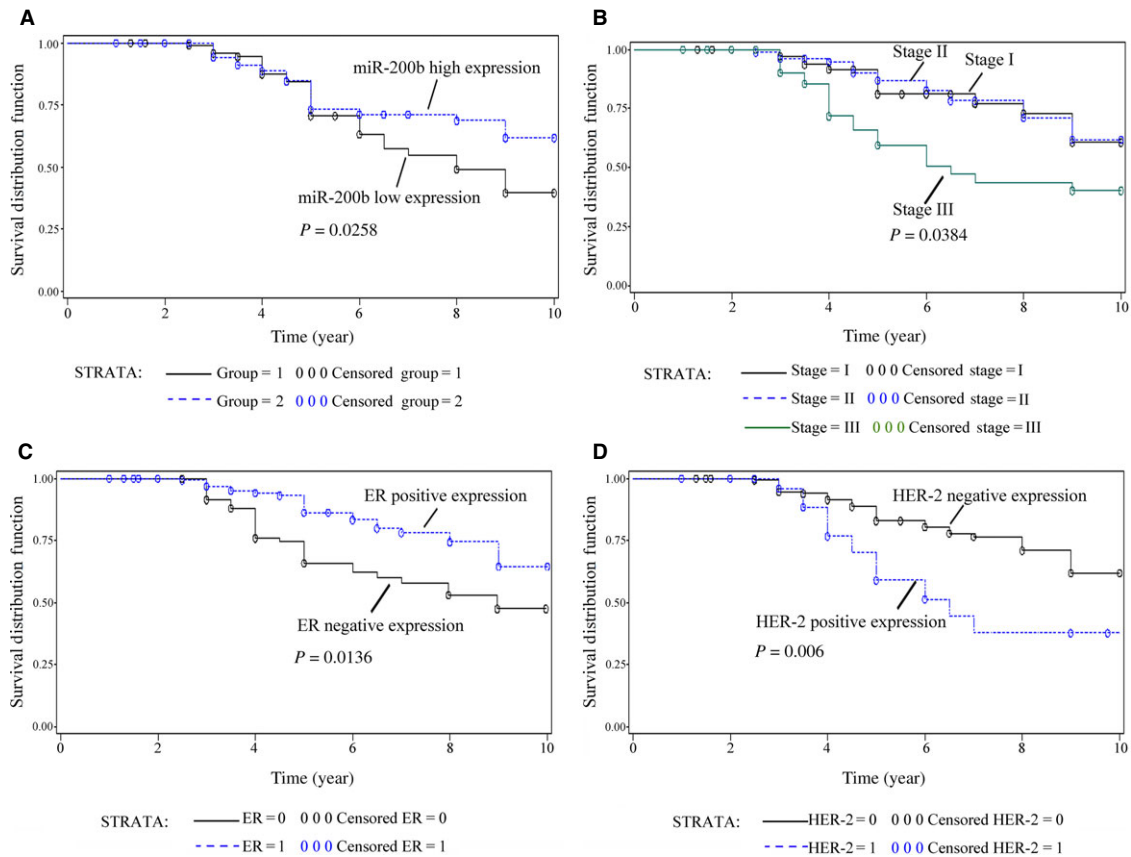 A
Survival distribution function
1.00
0.75
0.50
0.25
0.00
miR-200b high expression
miR-200b low expression
P = 0.0258
0 2 4 6 8 10
Time (year)
STRATA: Group = 1 0 0 0 Censored group = 1
Group = 2 0 0 0 Censored group = 2
B
Survival distribution function
1.00
0.75
0.50
0.25
0.00
Stage II
Stage I
Stage III
P = 0.0384
0 2 4 6 8 10
Time (year)
STRATA: Stage = I 0 0 0 Censored stage = I
Stage = II 0 0 0 Censored stage = II
Stage = III 0 0 0 Censored stage = III
C
Survival distribution function
1.00
0.75
0.50
0.25
0.00
ER positive expression
ER negative expression
P = 0.0136
0 2 4 6 8 10
Time (year)
STRATA: ER = 0 0 0 0 Censored ER = 0
ER = 1 0 0 0 Censored ER = 1
D
Survival distribution function
1.00
0.75
0.50
0.25
0.00
HER-2 negative expression
HER-2 positive expression
P = 0.006
0 2 4 6 8 10
Time (year)
STRATA: HER-2 = 0 0 0 0 Censored HER-2 = 0
HER-2 = 1 0 0 0 Censored HER-2 = 1